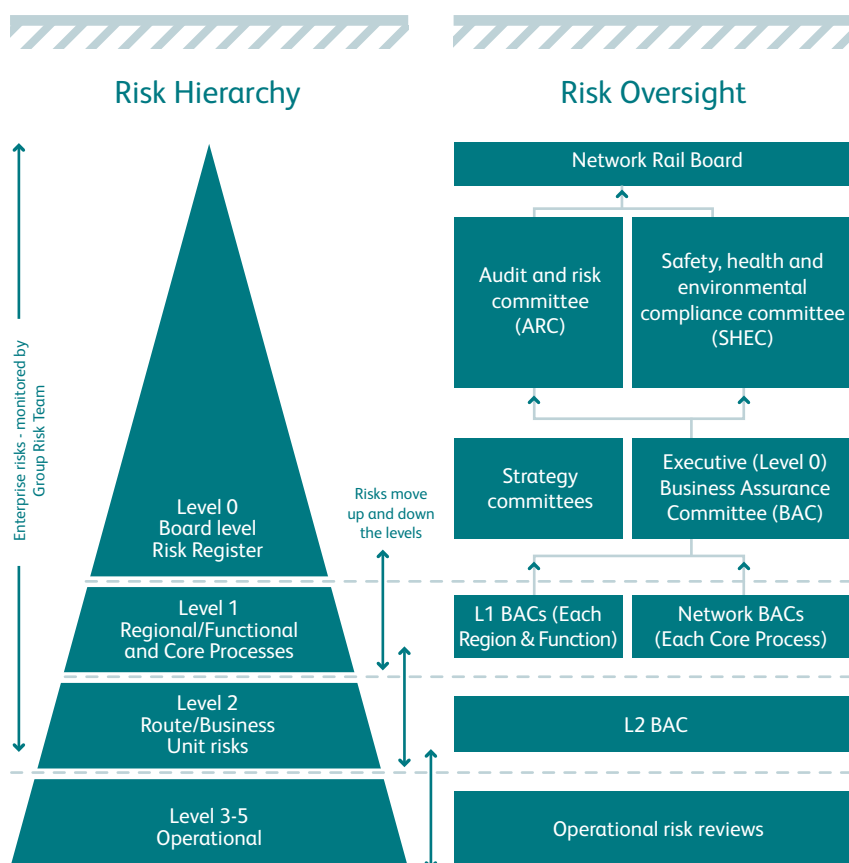 Risk Hierarchy
Enterprise risks - monitored by
Group Risk Team
Level 0
Board level
Risk Register
Risks move
up and down
the levels
Level 1
Regional/Functional
and Core Processes
Level 2
Route/Business
Unit risks
Level 3-5
Operational
Risk Oversight
Network Rail Board
Audit and risk
committee
(ARC)
Safety, health and
environmental
compliance committee
(SHEC)
Strategy
committees
Executive (Level 0)
Business Assurance
Committee (BAC)
L1 BACs (Each
Region & Function)
Network BACs
(Each Core Process)
L2 BAC
Operational risk reviews